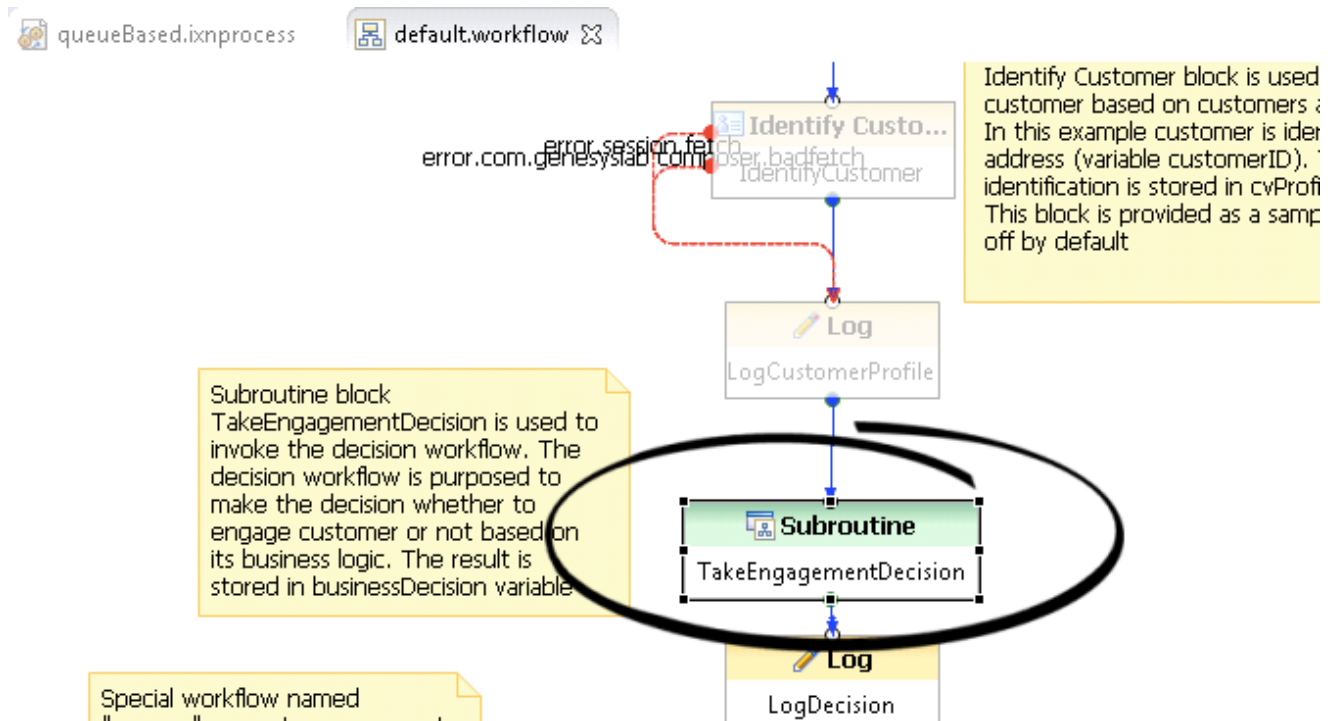 queueBased.ixnprocess
default.workflow
Identify Customer block is used
customer based on customers
In this example customer is
address (variable customerID).
identification is stored in
This block is provided as a
off by default
Identify Custo...
IdentifyCustomer
error.session.fetch
error.com.genesyslab.composer.badfetch
Log
LogCustomerProfile
Subroutine block
TakeEngagementDecision is used to
invoke the decision workflow. The
decision workflow is purposed to
make the decision whether to
engage customer or not based on
its business logic. The result is
stored in businessDecision variable
Subroutine
TakeEngagementDecision
Log
LogDecision
Special workflow named